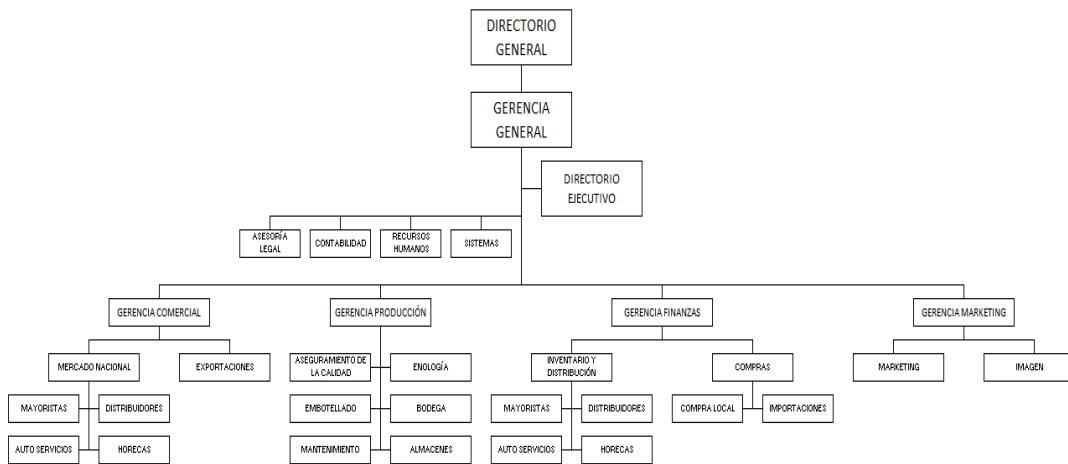 DIRECTORIO
GENERAL
GERENCIA
GENERAL
DIRECTORIO
EJECUTIVO
ASESORÍA
LEGAL
CONTABILIDAD
RECURSOS
HUMANOS
SISTEMAS
GERENCIA COMERCIAL
GERENCIA PRODUCCIÓN
GERENCIA FINANZAS
GERENCIA MARKETING
MERCADO NACIONAL
EXPORTACIONES
ASEGURAMIENTO DE
LA CALIDAD
ENOLOGÍA
INVENTARIO Y
DISTRIBUCIÓN
COMPRAS
MARKETING
IMAGEN
MAYORISTAS
DISTRIBUIDORES
EMBOTELLADO
BODEGA
MAYORISTAS
DISTRIBUIDORES
COMPRA LOCAL
IMPORTACIONES
AUTO SERVICIOS
HORECAS
MANTENIMIENTO
ALMACENES
AUTO SERVICIOS
HORECAS